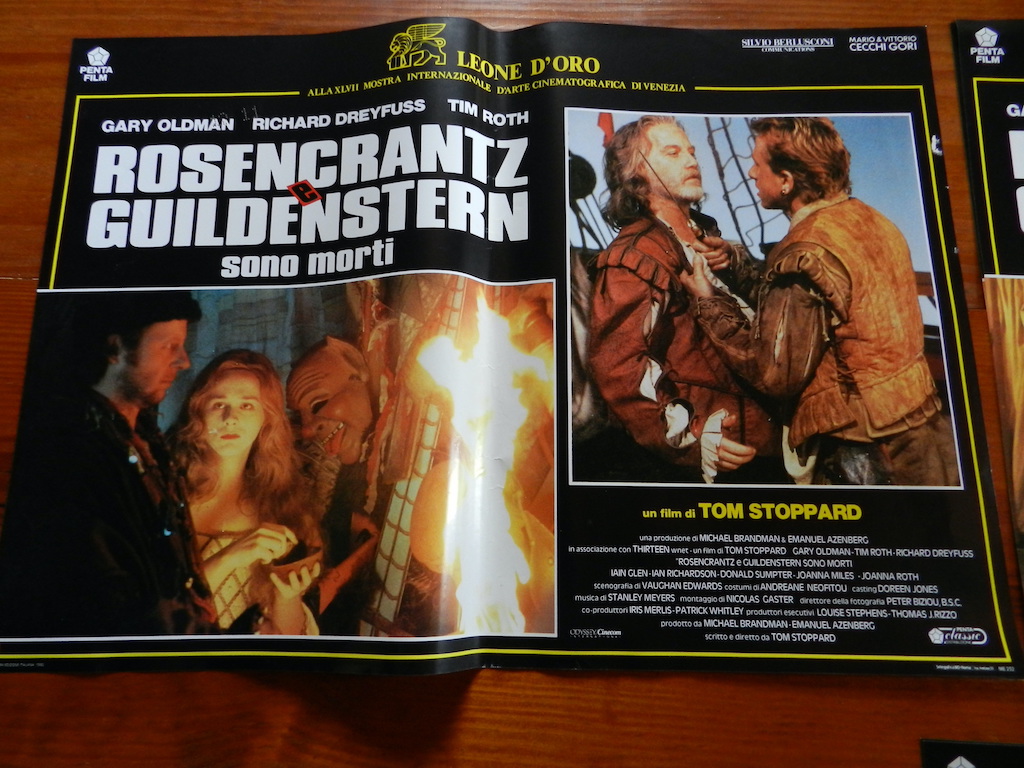 PENTA
FILM
LEONE D'ORO
ALLA XLVII MOSTRA INTERNAZIONALE D'ARTE CINEMATOGRAFICA DI VENEZIA
SILVIO BERLUSCONI
COMMUNICATIONS
MARIO & VITTORIO
CECCHI GORI
GARY OLDMAN RICHARD DREYFUSS TIM ROTH
ROSENCRANTZ
e
GUILDENSTERN
sono morti
un film di TOM STOPPARD
una produzione di MICHAEL BRANDMAN & EMANUEL AZENBERG
in associazione con THIRTEEN wnet - un film di TOM STOPPARD GARY OLDMAN - TIM ROTH - RICHARD DREYFUSS
"ROSENCRANTZ e GUILDENSTERN SONO MORTI
IAIN GLEN - IAN RICHARDSON - DONALD SUMPTER - JOANNA MILES - JOANNA ROTH
scenografia di VAUGHAN EDWARDS costumi di ANDREANE NEOFITOU casting DOREEN JONES
musica di STANLEY MEYERS montaggio di NICOLAS GASTER direttore della fotografia PETER BIZIOU, B.S.C.
co-produttori IRIS MERLIS - PATRICK WHITLEY produttori esecutivi LOUISE STEPHENS - THOMAS J. RIZZO
prodotto da MICHAEL BRANDMAN - EMANUEL AZENBERG
scritto e diretto da TOM STOPPARD
ODYSSEY/Cinecom
INTERNATIONAL
PENTA
classic
DISTRIBUZIONE
PENTA
FILM
GA